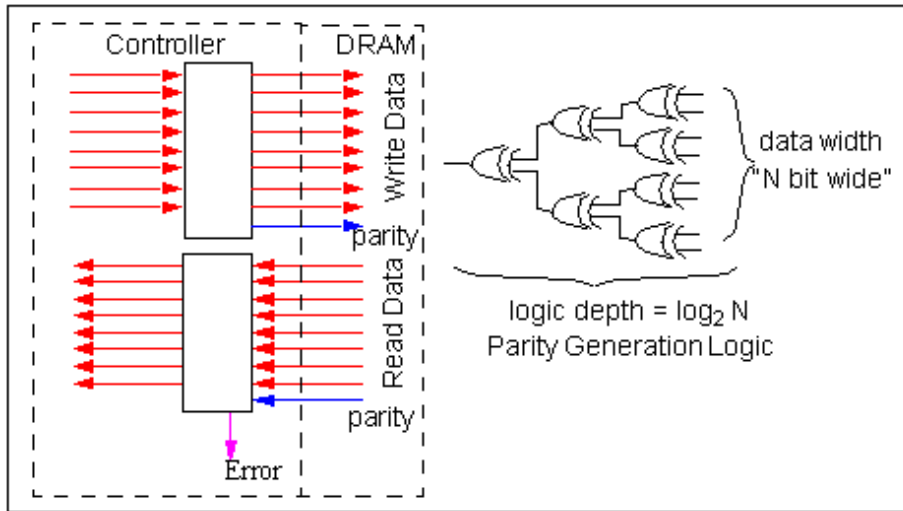 Controller
DRAM
Write Data
parity
Read Data
parity
Error
data width
"N bit wide"
logic depth = log₂ N
Parity Generation Logic